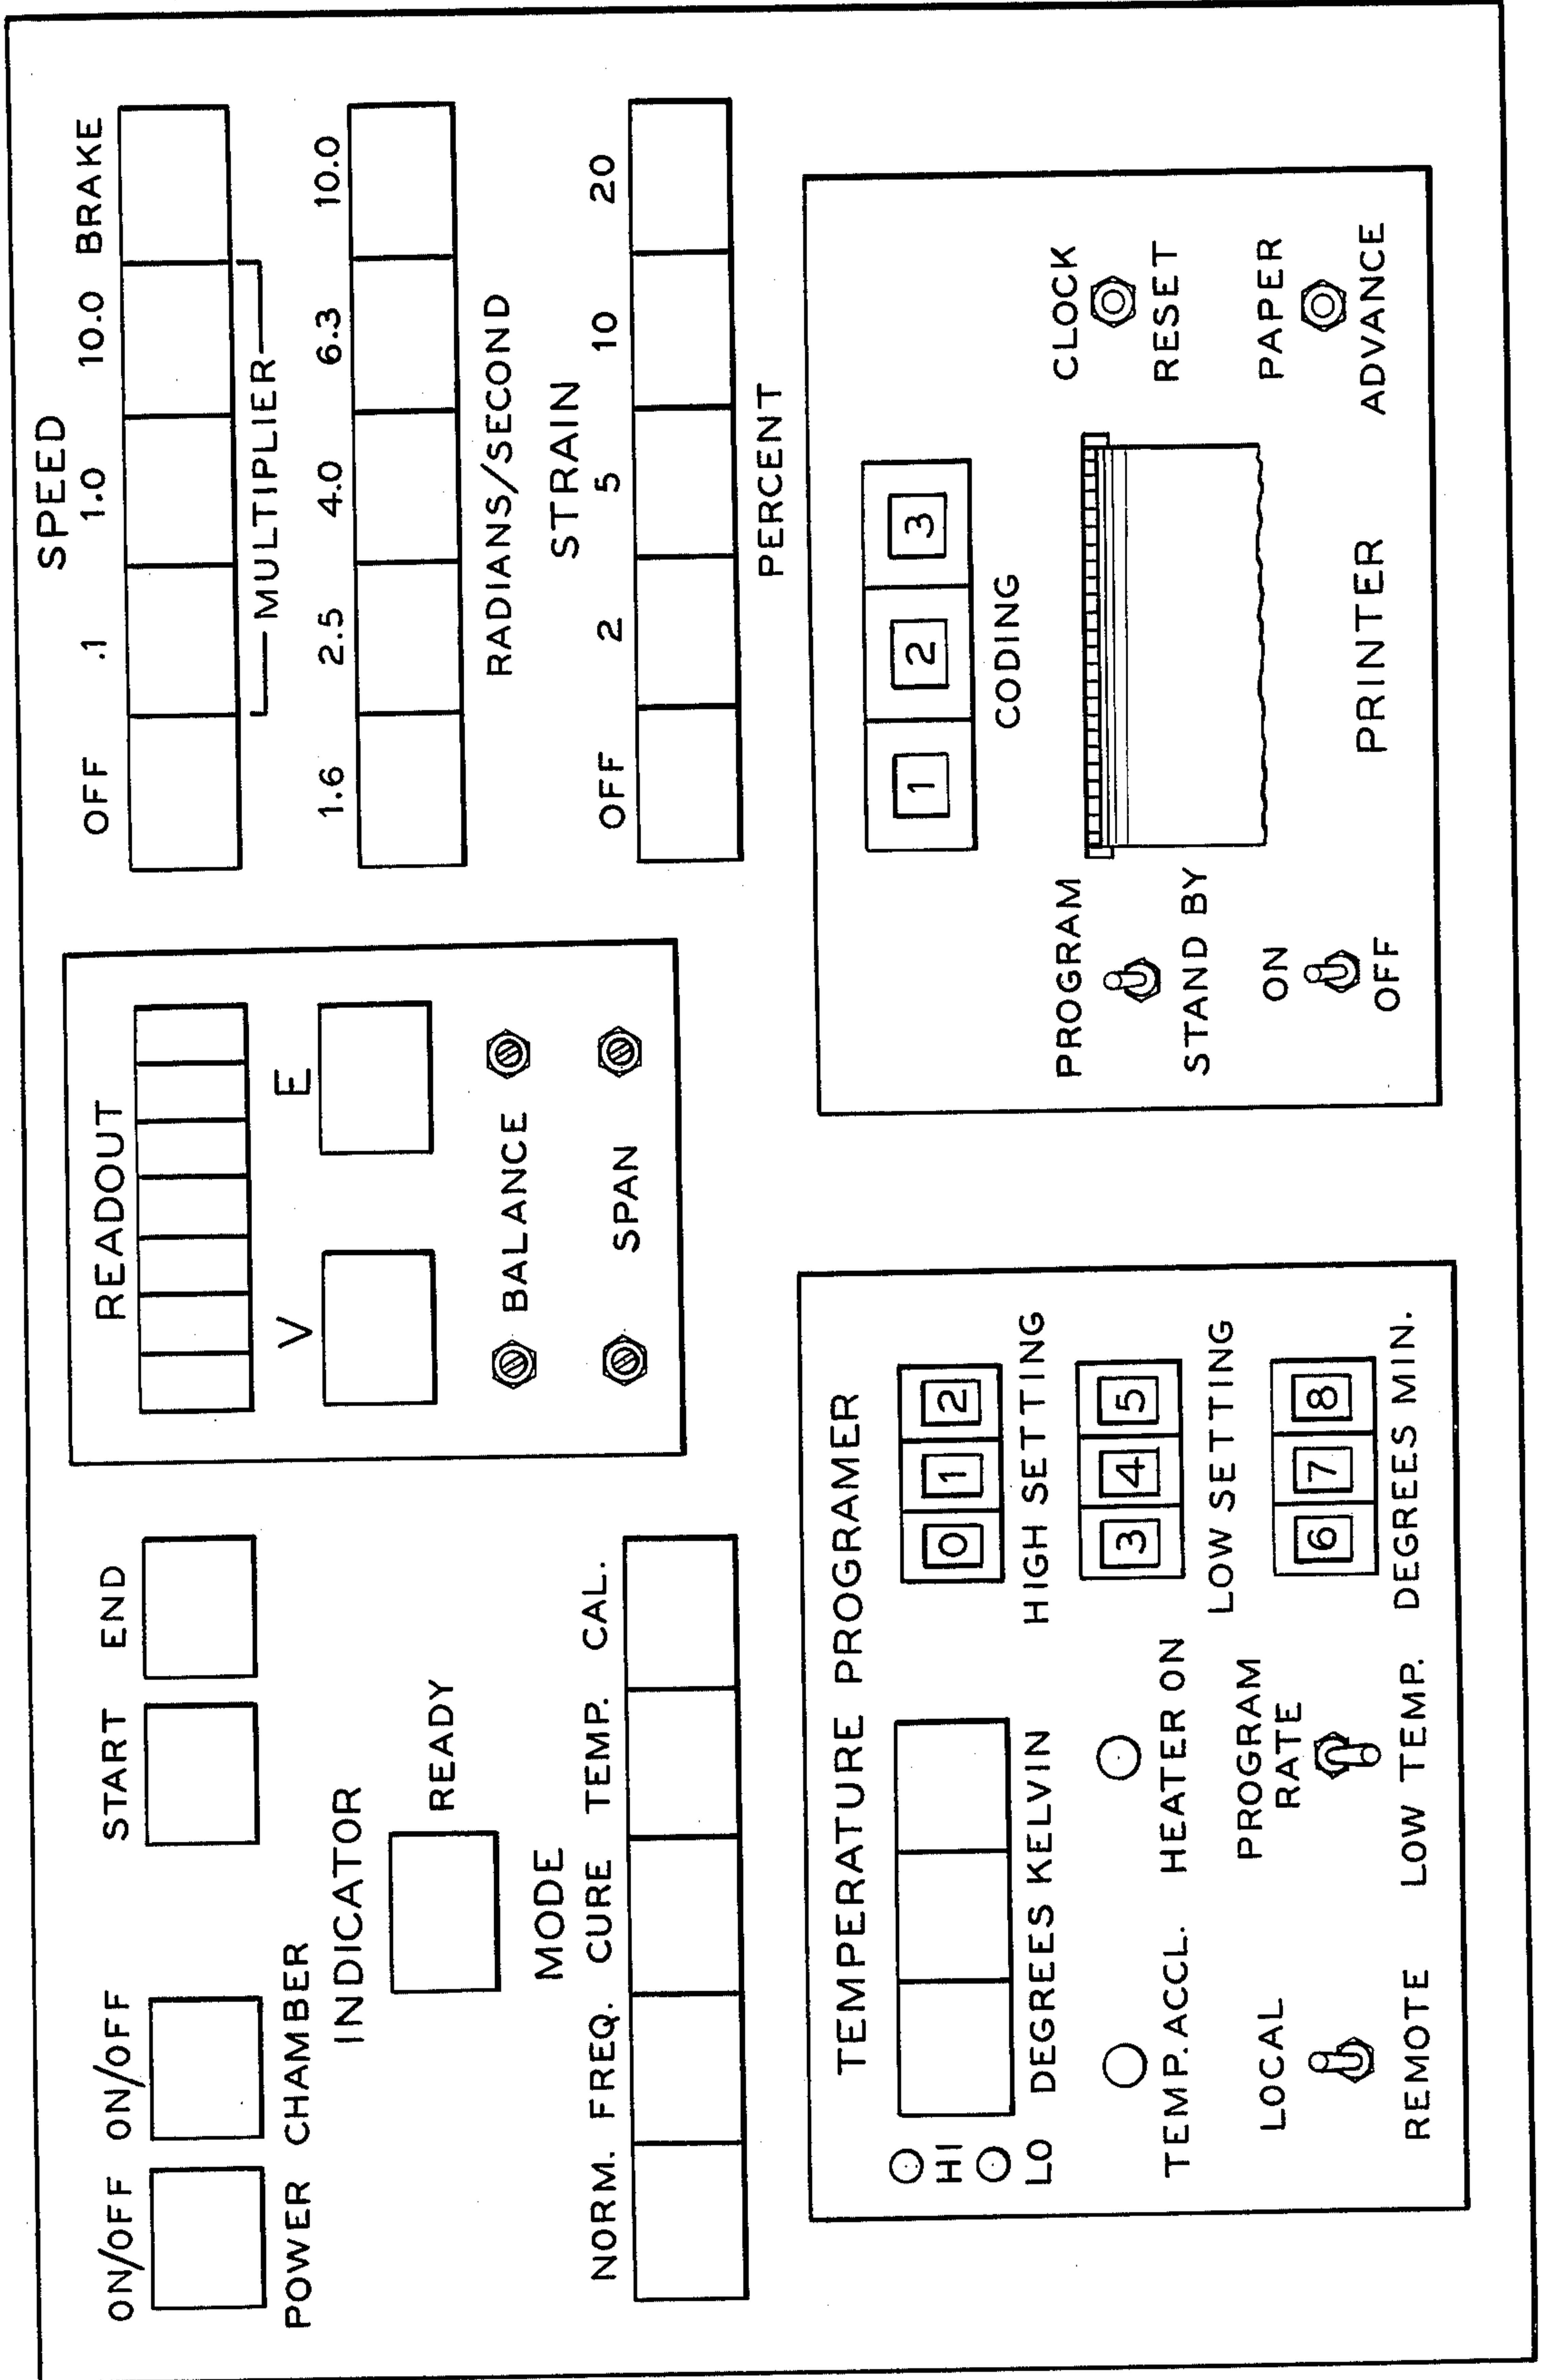 ON/OFF ON/OFF
POWER CHAMBER
START END
INDICATOR
READY
MODE
NORM. FREQ. CURE TEMP. CAL.
READOUT
V E
BALANCE
SPAN
SPEED
OFF .1 1.0 10.0 BRAKE
MULTIPLIER
1.6 2.5 4.0 6.3 10.0
RADIANS/SECOND
STRAIN
OFF 2 5 10 20
PERCENT
TEMPERATURE PROGRAMER
HI
LO DEGREES KELVIN
0 1 2
HIGH SETTING
TEMP. ACCL. HEATER ON
3 4 5
LOW SETTING
LOCAL
REMOTE
PROGRAM
RATE
LOW TEMP.
6 7 8
DEGREES MIN.
1 2 3
CODING
PROGRAM
STAND BY
ON
OFF
PRINTER
CLOCK
RESET
PAPER
ADVANCE